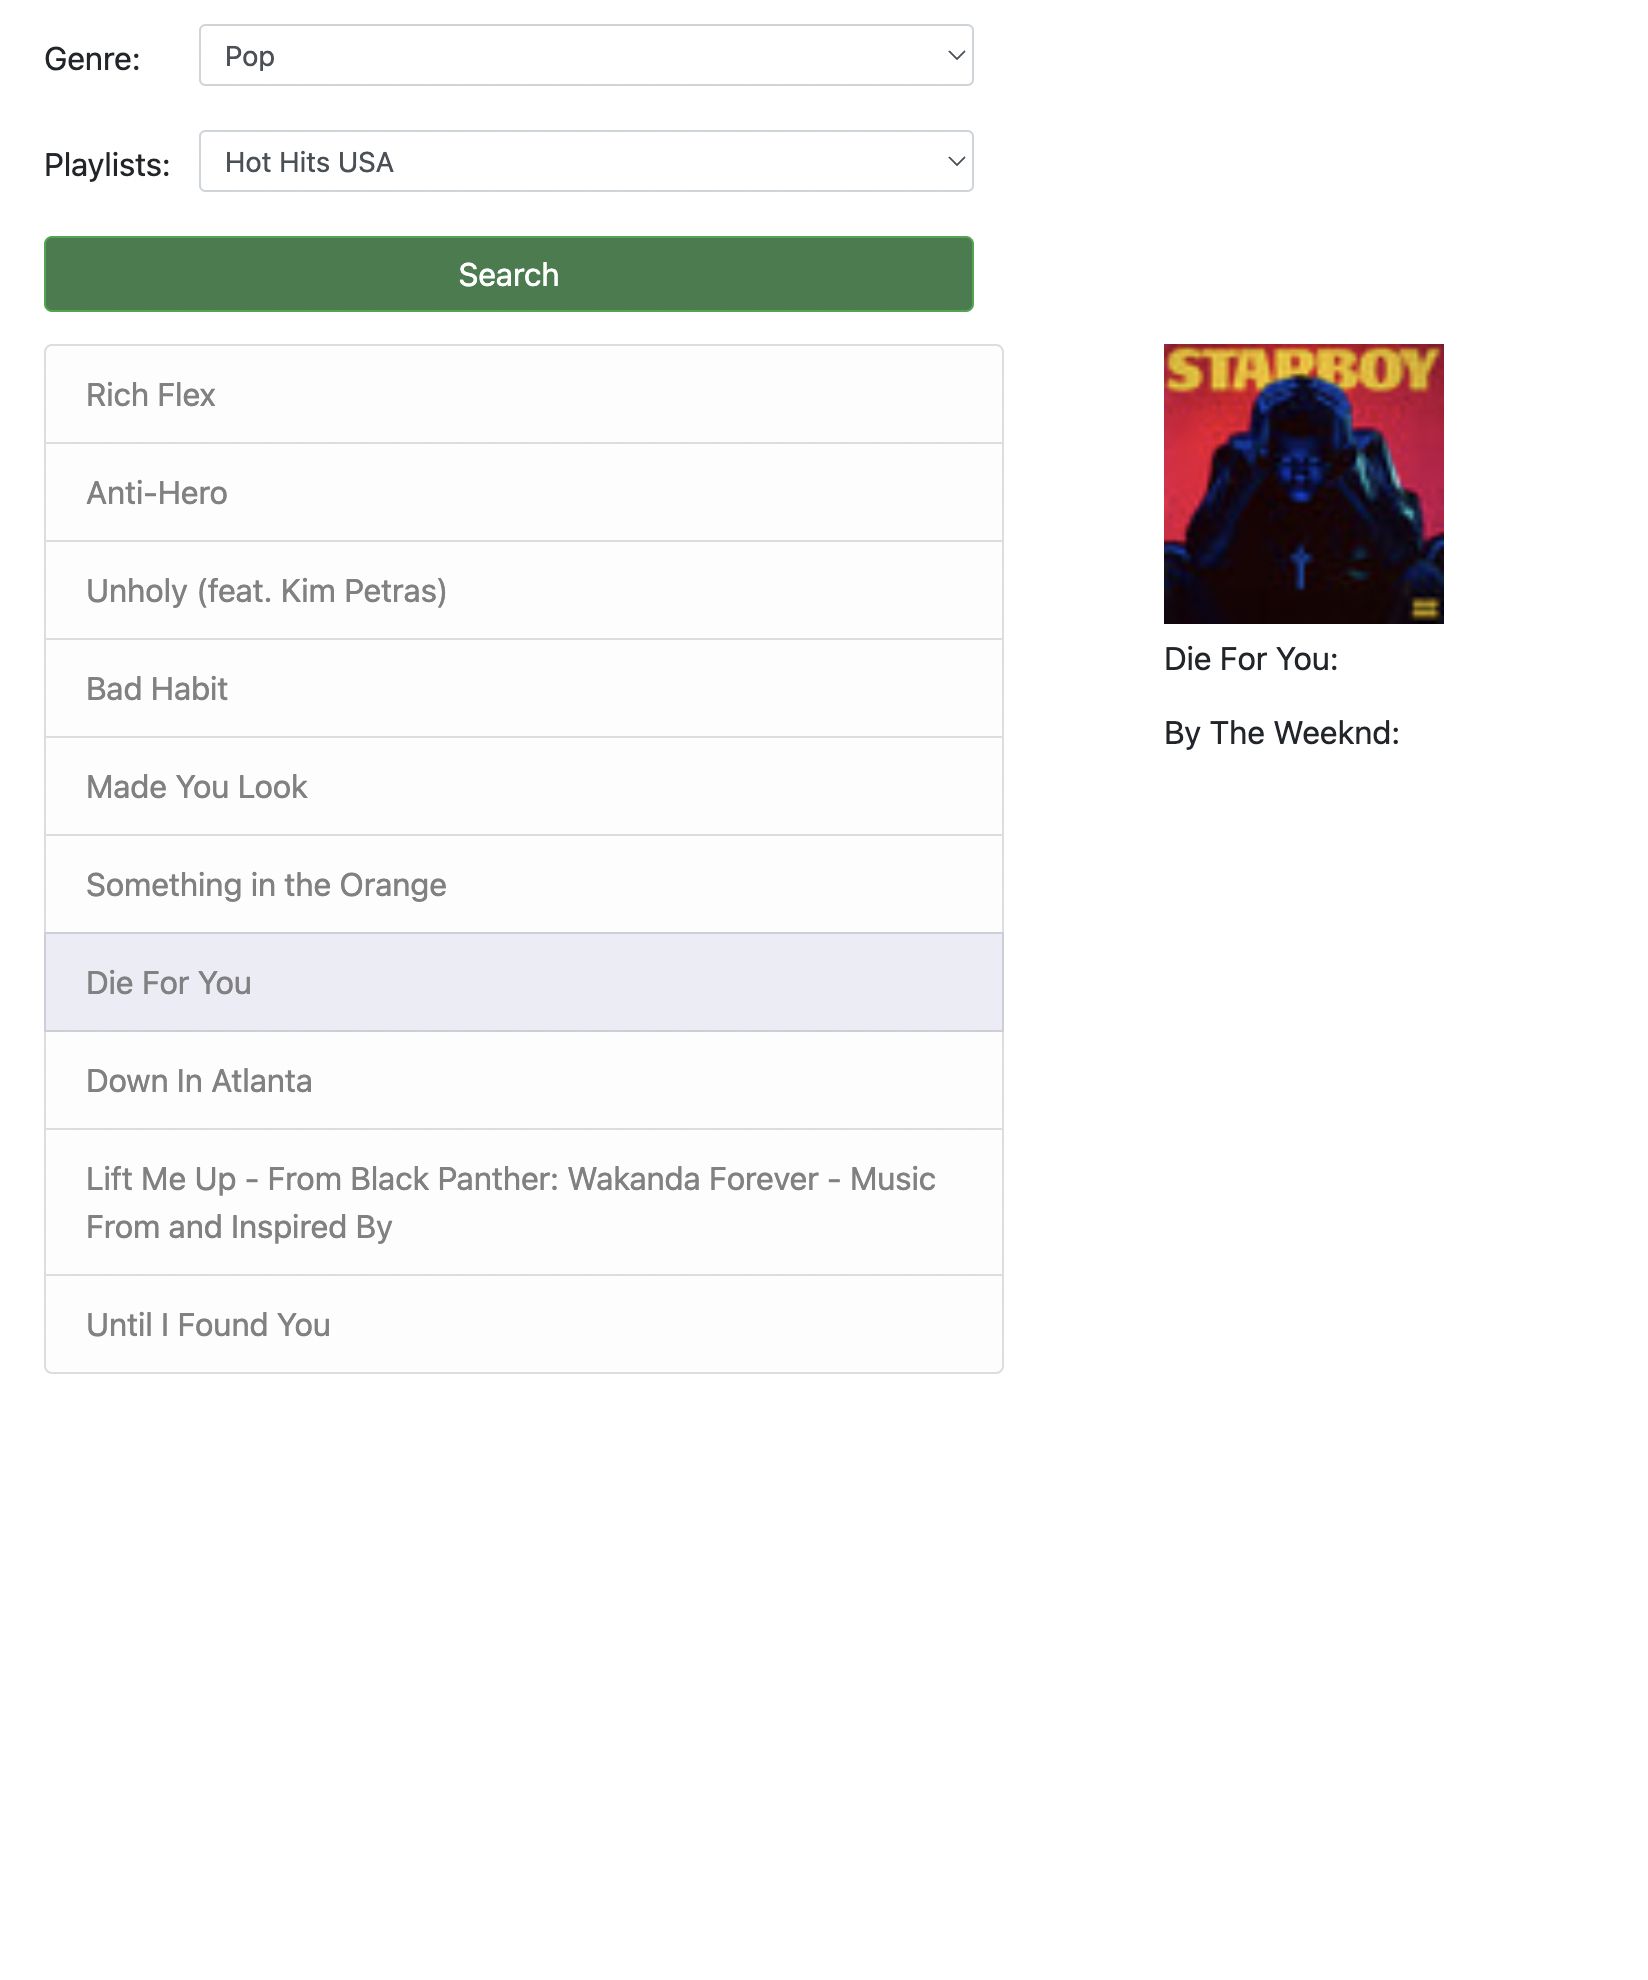 Genre:
Pop
Playlists:
Hot Hits USA
Search
Rich Flex
Anti-Hero
Unholy (feat. Kim Petras)
Bad Habit
Made You Look
Something in the Orange
Die For You
Down In Atlanta
Lift Me Up - From Black Panther: Wakanda Forever - Music
From and Inspired By
Until I Found You
STARBOY
Die For You:
By The Weeknd: